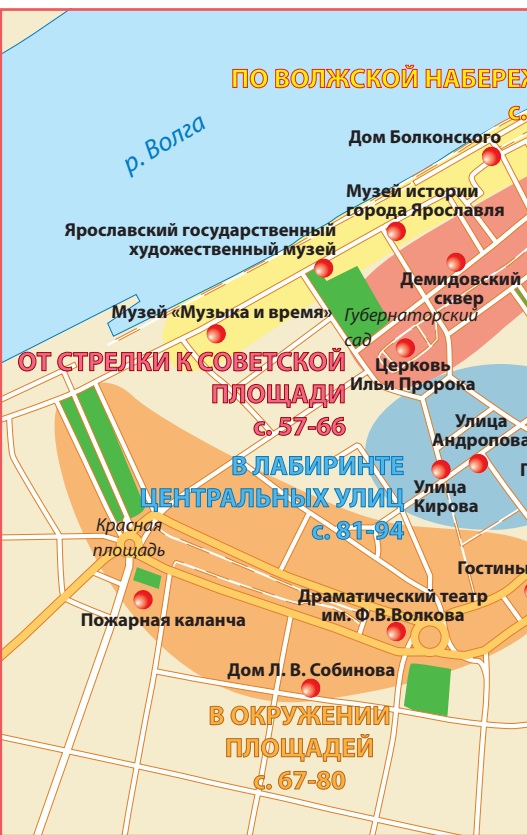 ПО ВОЛЖСКОЙ НАБЕРЕЖ
с.
р. Волга
Дом Болконского
Музей истории
города Ярославля
Ярославский государственный
художественный музей
Демидовский
сквер
Музей «Музыка и время»
Губернаторский
сад
ОТ СТРЕЛКИ К СОВЕТСКОЙ
ПЛОЩАДИ
с. 57-66
Церковь
Ильи Пророка
Улица
Андропова
В ЛАБИРИНТЕ
ЦЕНТРАЛЬНЫХ УЛИЦ
с. 81-94
Улица
Кирова
Красная
площадь
Гостины
Драматический театр
им. Ф.В.Волкова
Пожарная каланча
Дом Л. В. Собинова
В ОКРУЖЕНИИ
ПЛОЩАДЕЙ
с. 67-80